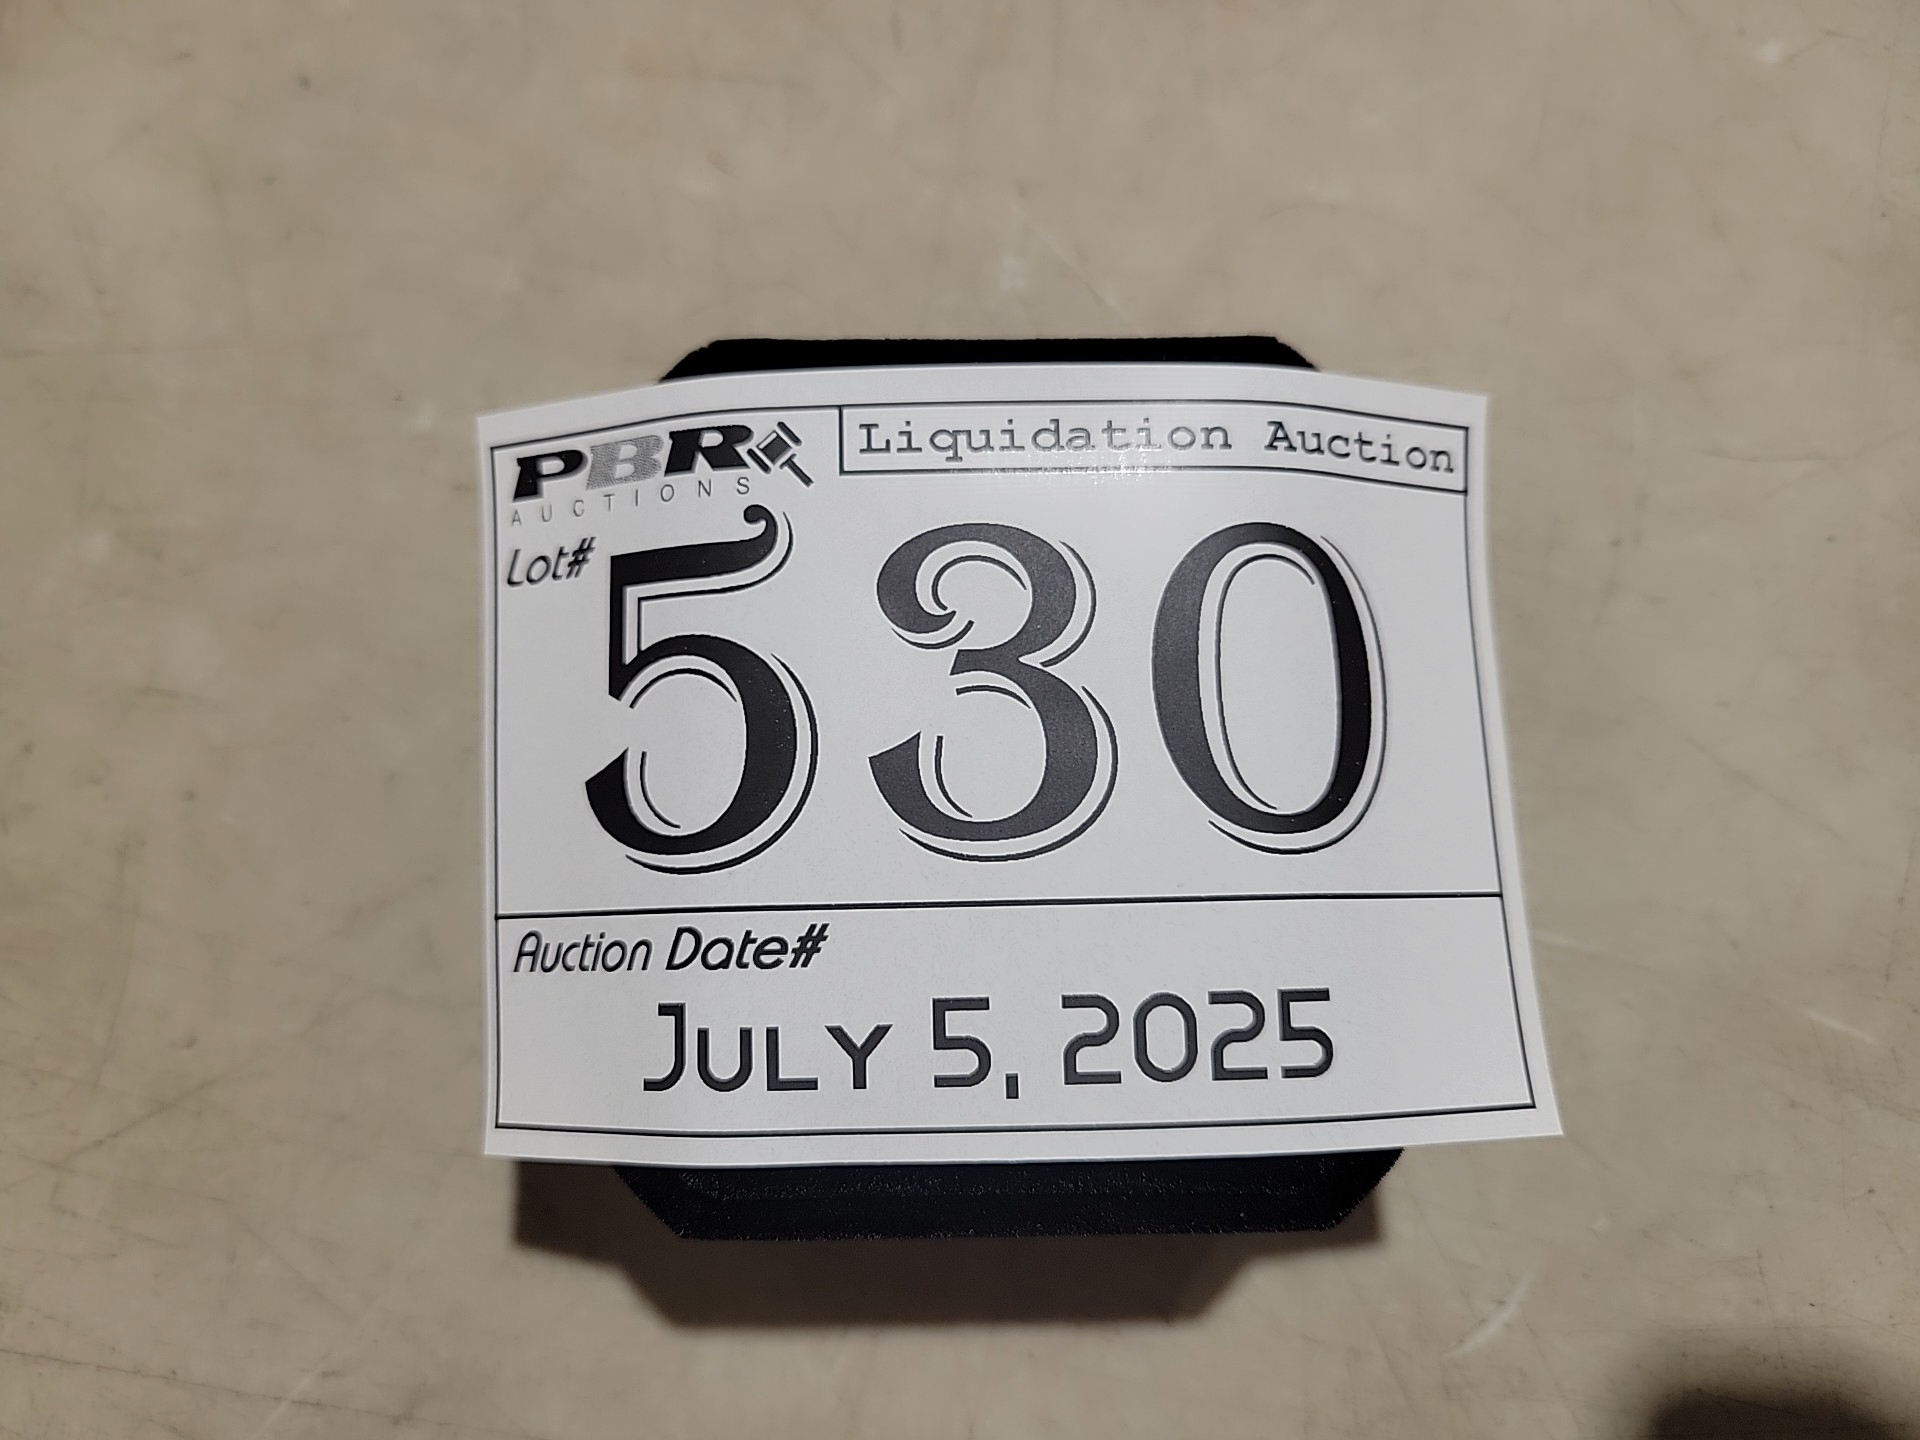 PBR
AUCTIONS
Liquidation Auction
Lot#
530
Auction Date#
July 5, 2025